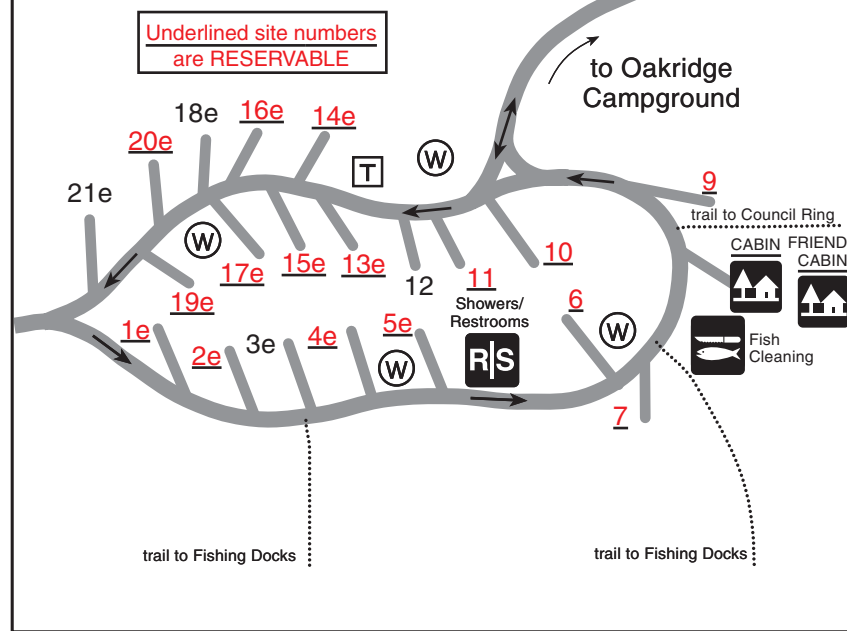 Underlined site numbers
are RESERVABLE
to Oakridge
Campground
16e
14e
18e
20e
W
T
21e
9
trail to Council Ring
W
CABIN
FRIEND
CABIN
17e
15e
13e
10
12
11
19e
Showers/
Restrooms
6
1e
2e
3e
4e
5e
W
R|S
W
Fish
Cleaning
7
trail to Fishing Docks
trail to Fishing Docks